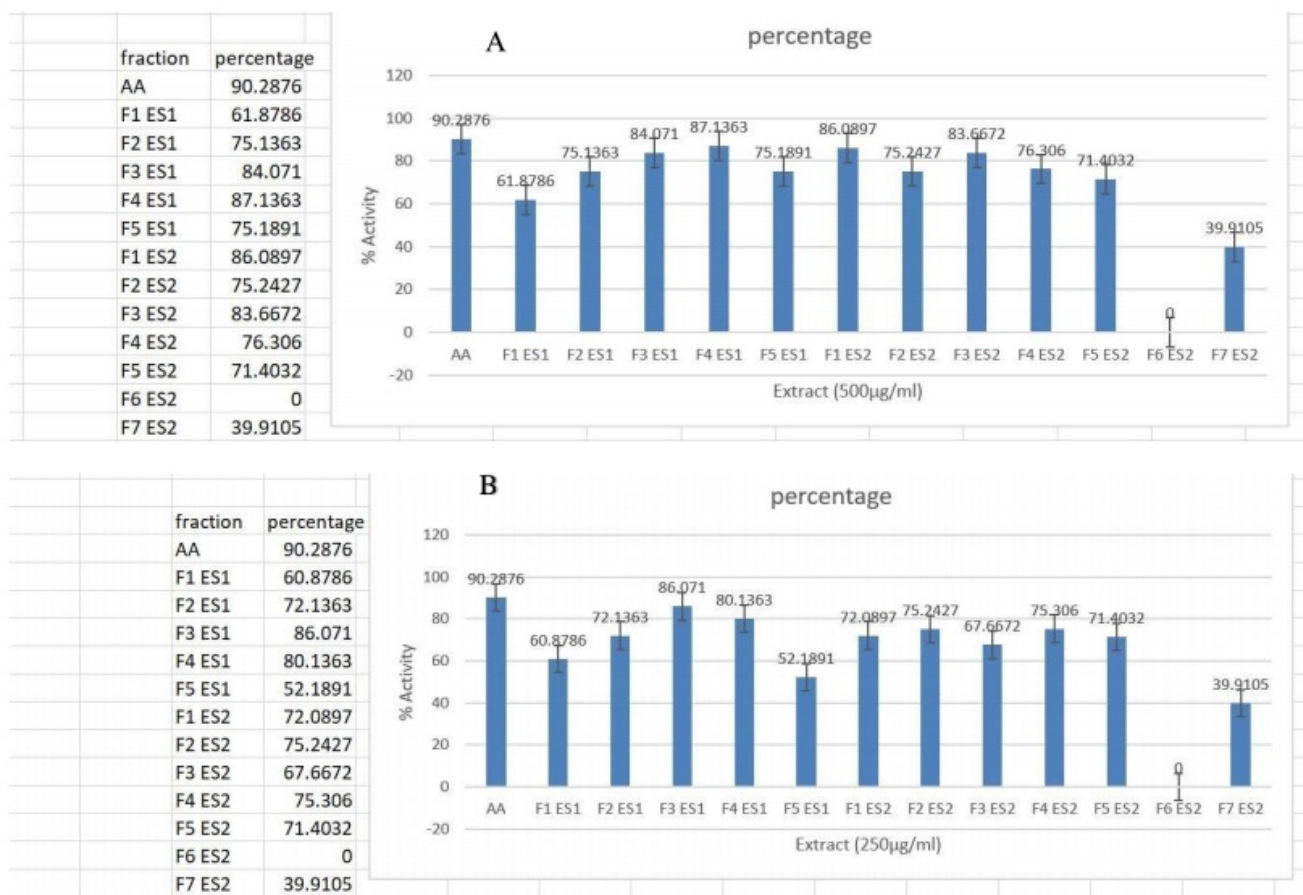 A
percentage
fraction percentage
AA 90.2876
F1 ES1 61.8786
F2 ES1 75.1363
F3 ES1 84.071
F4 ES1 87.1363
F5 ES1 75.1891
F1 ES2 86.0897
F2 ES2 75.2427
F3 ES2 83.6672
F4 ES2 76.306
F5 ES2 71.4032
F6 ES2 0
F7 ES2 39.9105
120
100
80
60
40
20
0
-20
% Activity
90.2876 61.8786 75.1363 84.071 87.1363 75.1891 86.0897 75.2427 83.6672 76.306 71.4032 0 39.9105
AA F1 ES1 F2 ES1 F3 ES1 F4 ES1 F5 ES1 F1 ES2 F2 ES2 F3 ES2 F4 ES2 F5 ES2 F6 ES2 F7 ES2
Extract (500µg/ml)
B
percentage
fraction percentage
AA 90.2876
F1 ES1 60.8786
F2 ES1 72.1363
F3 ES1 86.071
F4 ES1 80.1363
F5 ES1 52.1891
F1 ES2 72.0897
F2 ES2 75.2427
F3 ES2 67.6672
F4 ES2 75.306
F5 ES2 71.4032
F6 ES2 0
F7 ES2 39.9105
120
100
80
60
40
20
0
-20
% Activity
90.2876 60.8786 72.1363 86.071 80.1363 52.1891 72.0897 75.2427 67.6672 75.306 71.4032 0 39.9105
AA F1 ES1 F2 ES1 F3 ES1 F4 ES1 F5 ES1 F1 ES2 F2 ES2 F3 ES2 F4 ES2 F5 ES2 F6 ES2 F7 ES2
Extract (250µg/ml)